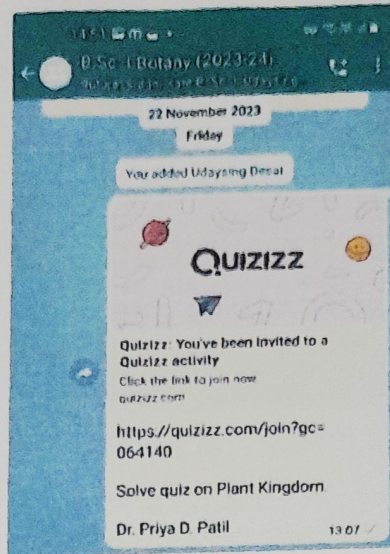 14:51
B.Sc-I Botany (2023-24)
22 November 2023
Friday
You added Udaysing Desai
QUIZIZZ
Quizizz: You've been invited to a
Quizizz activity
Click the link to join now
quizizz.com
https://quizizz.com/join?gc=
064140
Solve quiz on Plant Kingdom.
Dr. Priya D. Patil
13:07